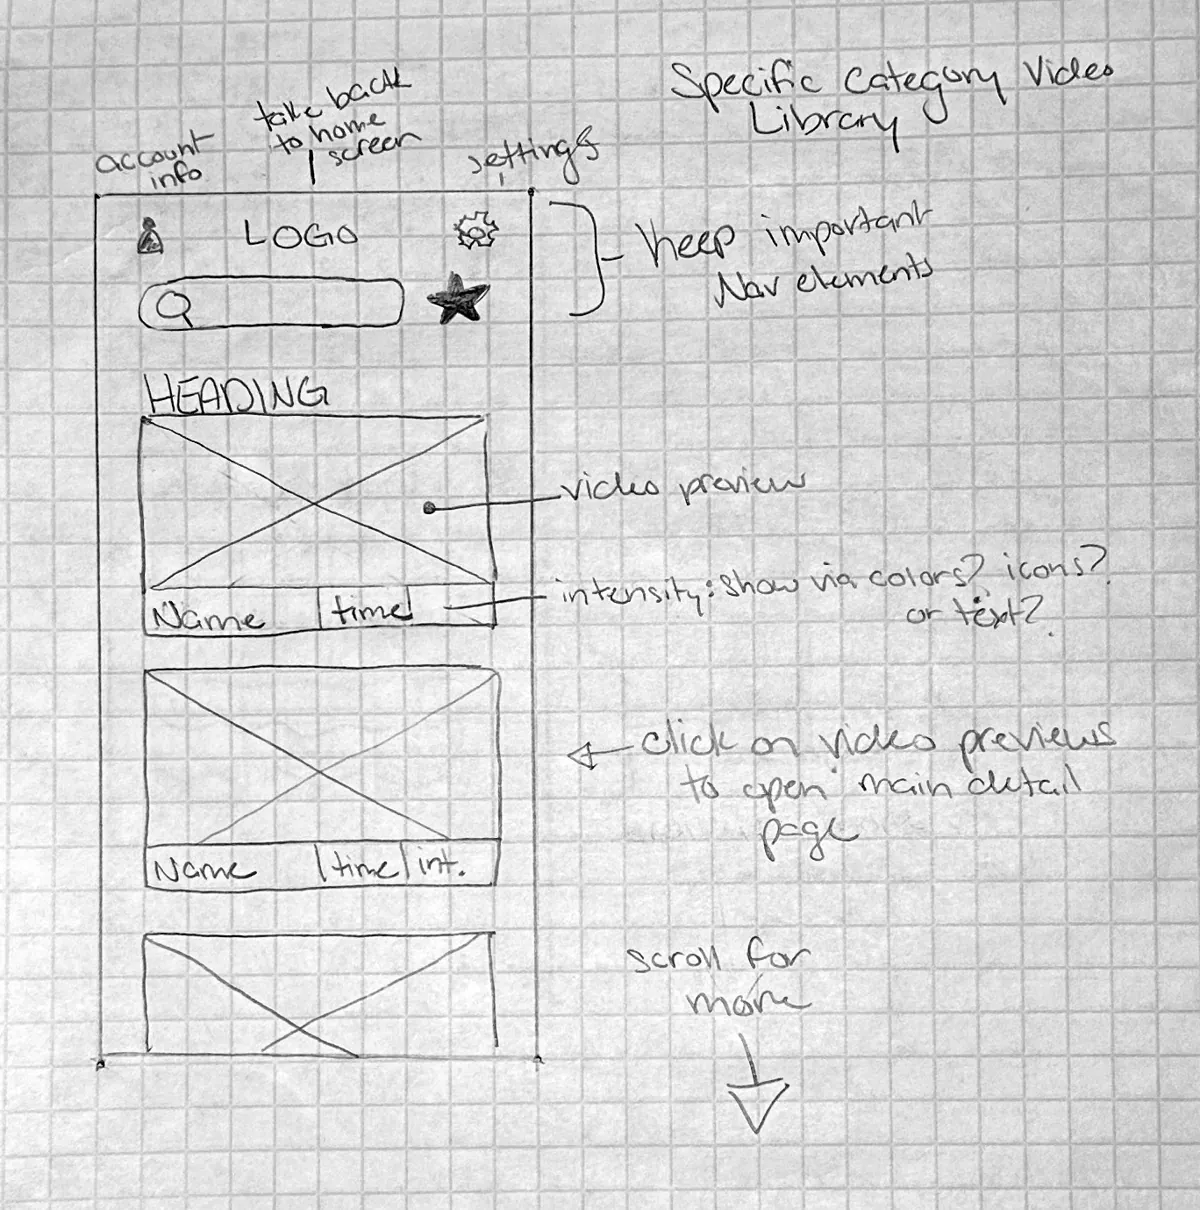 Specific Category Video
Library
account
info
take back
to home
screen
settings
LOGO
keep important
Nav elements
HEADING
video preview
Name
time
intensity: show via colors? icons?
or text?
click on video previews
to open main detail
page
Name
time
int.
scroll for
more